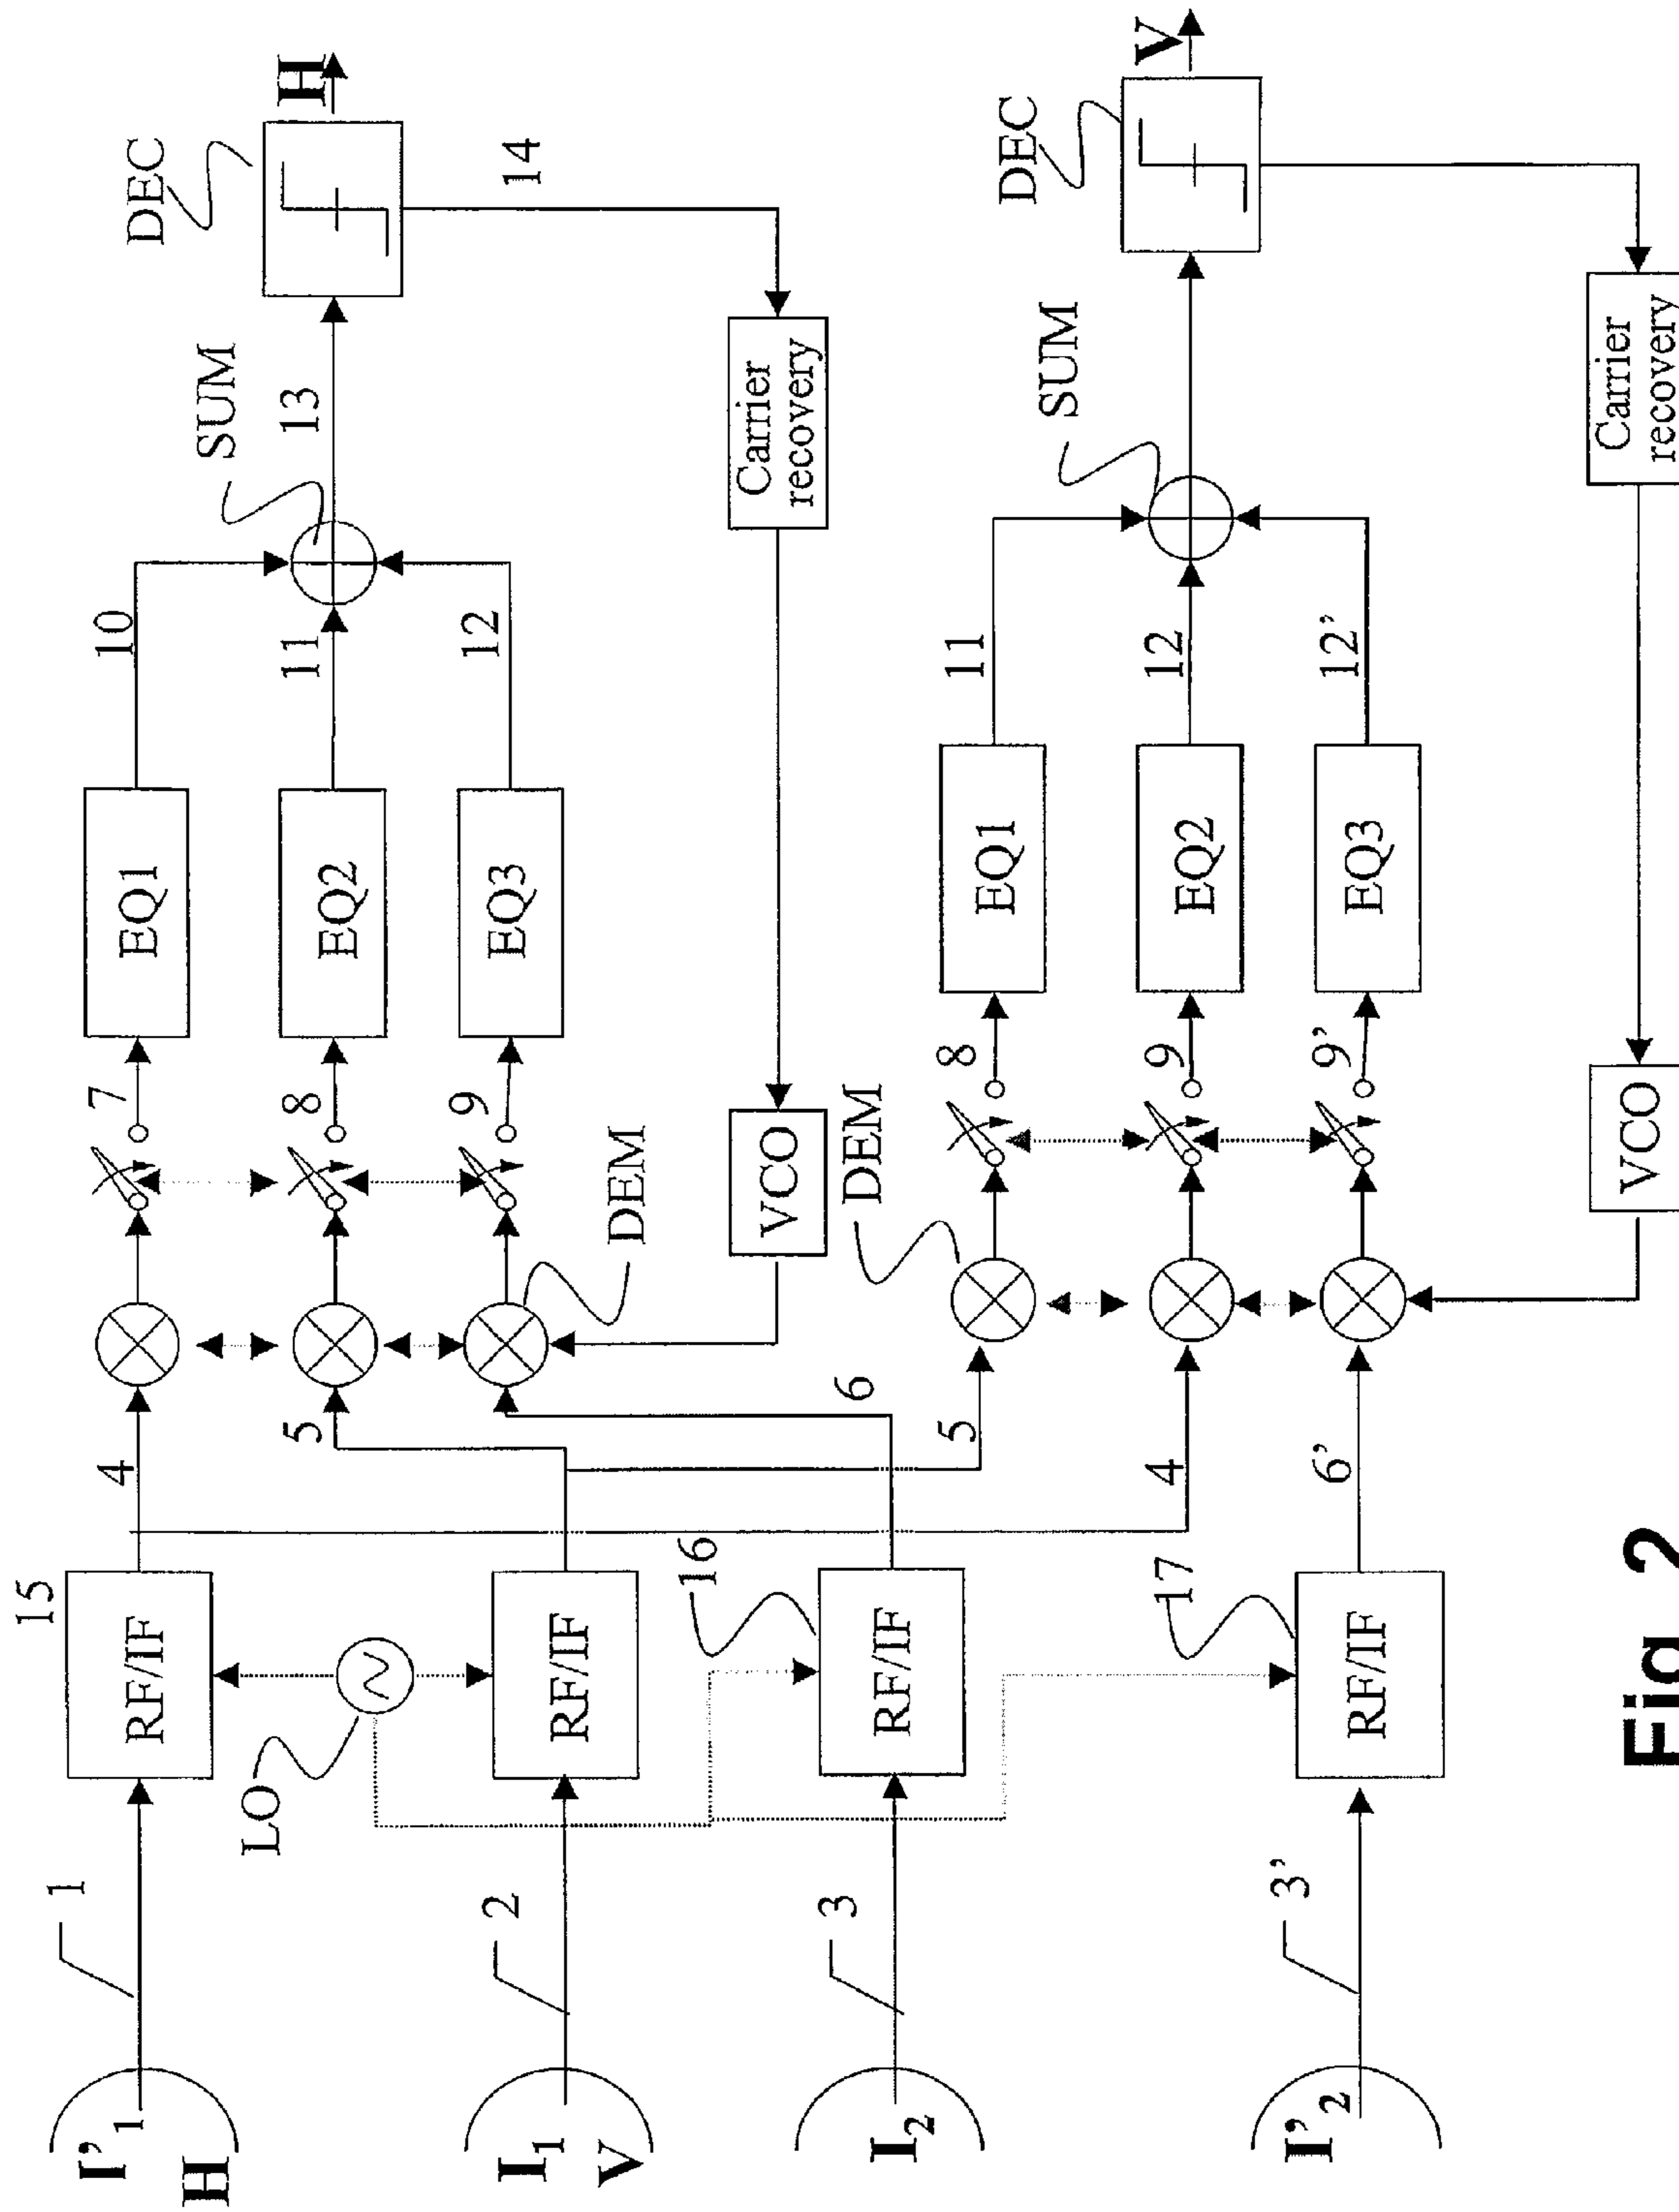 I'1
H
1
15
RF/IF
4
7
EQ1
10
LO
I1
V
2
RF/IF
5
8
EQ2
11
SUM
13
DEC
H
I2
3
16
RF/IF
6
DEM
9
EQ3
12
14
VCO
Carrier
recovery
5
DEM
8
EQ1
11
4
9
EQ2
12
SUM
DEC
V
I'2
3'
17
RF/IF
6'
9'
EQ3
12'
VCO
Carrier
recovery
Fig. 2